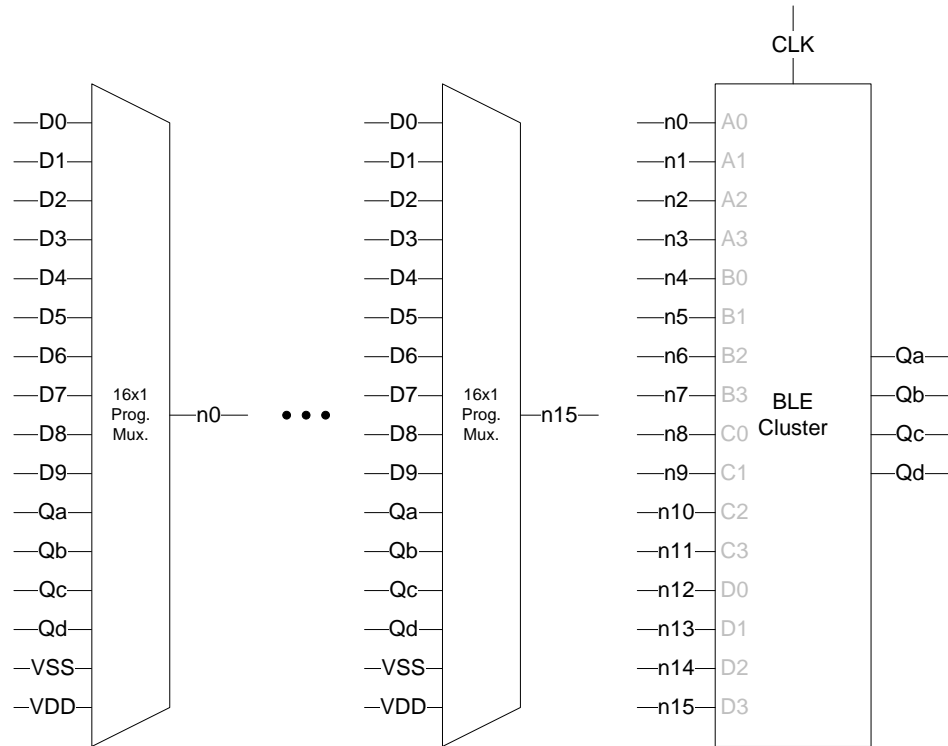 CLK
D0
D1
D2
D3
D4
D5
D6
D7
D8
D9
Qa
Qb
Qc
Qd
VSS
VDD
16x1
Prog.
Mux.
n0
D0
D1
D2
D3
D4
D5
D6
D7
D8
D9
Qa
Qb
Qc
Qd
VSS
VDD
16x1
Prog.
Mux.
n15
n0 A0
n1 A1
n2 A2
n3 A3
n4 B0
n5 B1
n6 B2
n7 B3
n8 C0
n9 C1
n10 C2
n11 C3
n12 D0
n13 D1
n14 D2
n15 D3
BLE
Cluster
Qa
Qb
Qc
Qd